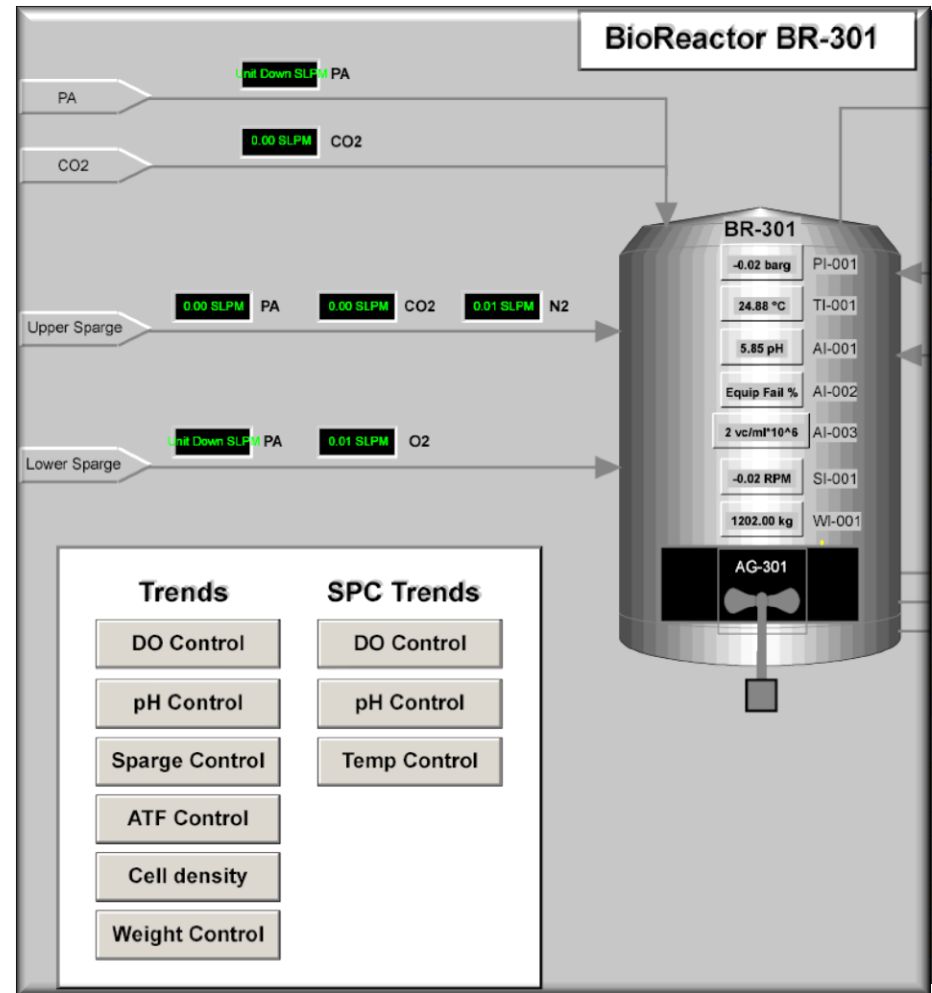 BioReactor BR-301
Unit Down SLPM PA
PA
0.00 SLPM CO2
CO2
BR-301
-0.02 barg PI-001
24.88 °C TI-001
5.85 pH AI-001
Equip Fail % AI-002
2 vc/ml*10^6 AI-003
-0.02 RPM SI-001
1202.00 kg WI-001
AG-301
0.00 SLPM PA 0.00 SLPM CO2 0.01 SLPM N2
Upper Sparge
Unit Down SLPM PA 0.01 SLPM O2
Lower Sparge
Trends
DO Control
pH Control
Sparge Control
ATF Control
Cell density
Weight Control
SPC Trends
DO Control
pH Control
Temp Control